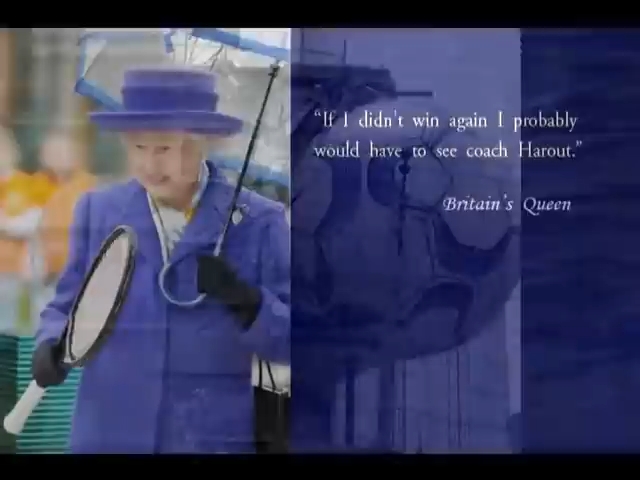 “If I didn't win again I probably
would have to see coach Harout.”
Britain's Queen